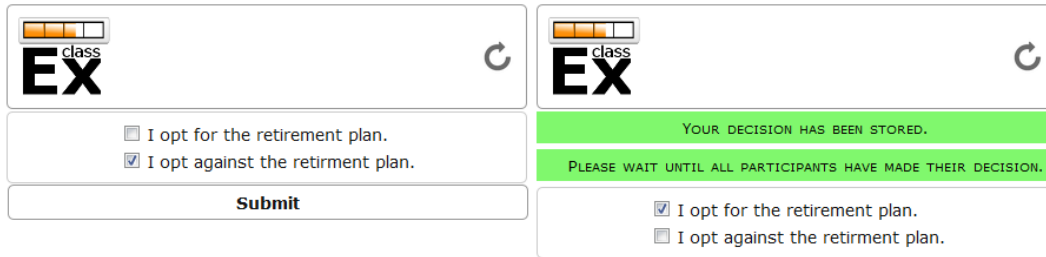 class
Ex
I opt for the retirement plan.
I opt against the retirment plan.
Submit
class
Ex
YOUR DECISION HAS BEEN STORED.
PLEASE WAIT UNTIL ALL PARTICIPANTS HAVE MADE THEIR DECISION.
I opt for the retirement plan.
I opt against the retirment plan.